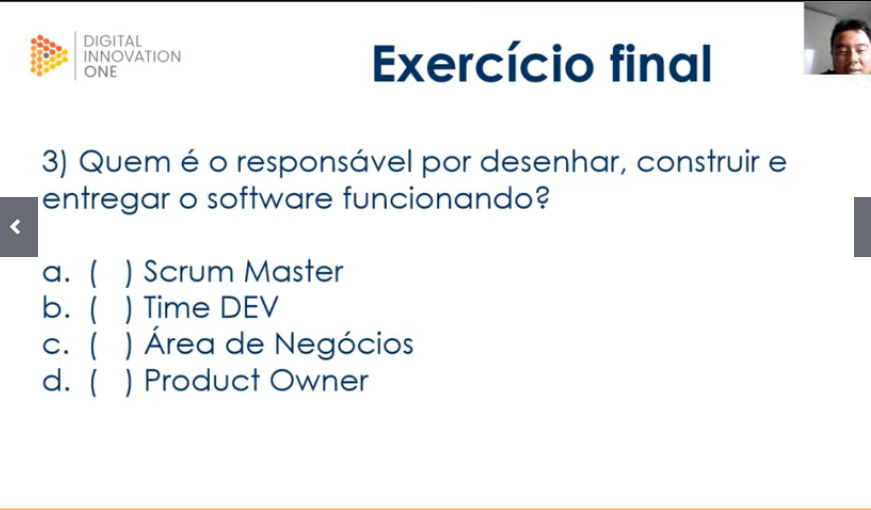 DIGITAL
INNOVATION
ONE
Exercício final
3) Quem é o responsável por desenhar, construir e
entregar o software funcionando?
a. ( ) Scrum Master
b. ( ) Time DEV
c. ( ) Área de Negócios
d. ( ) Product Owner